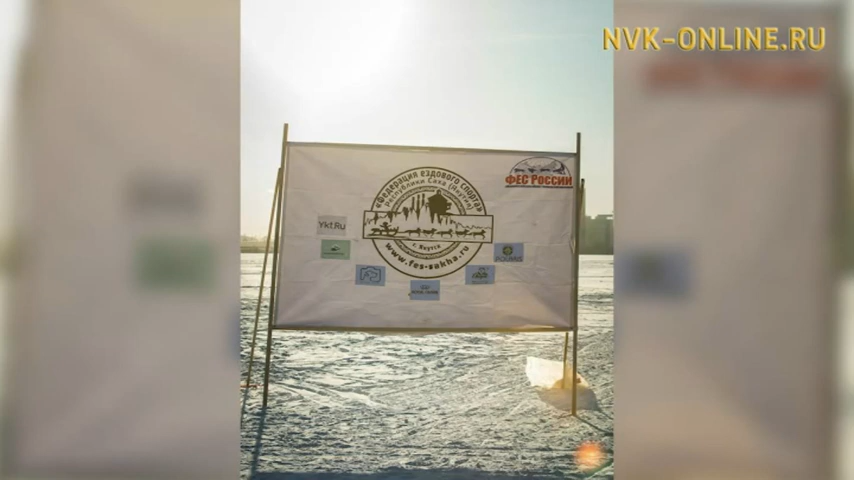 NVK-ONLINE.RU
ФЕС РОССИИ
«Федерация ездового спорта»
Республики Саха (Якутия)
Ykt.Ru
г. Якутск
www.fes-sakha.ru